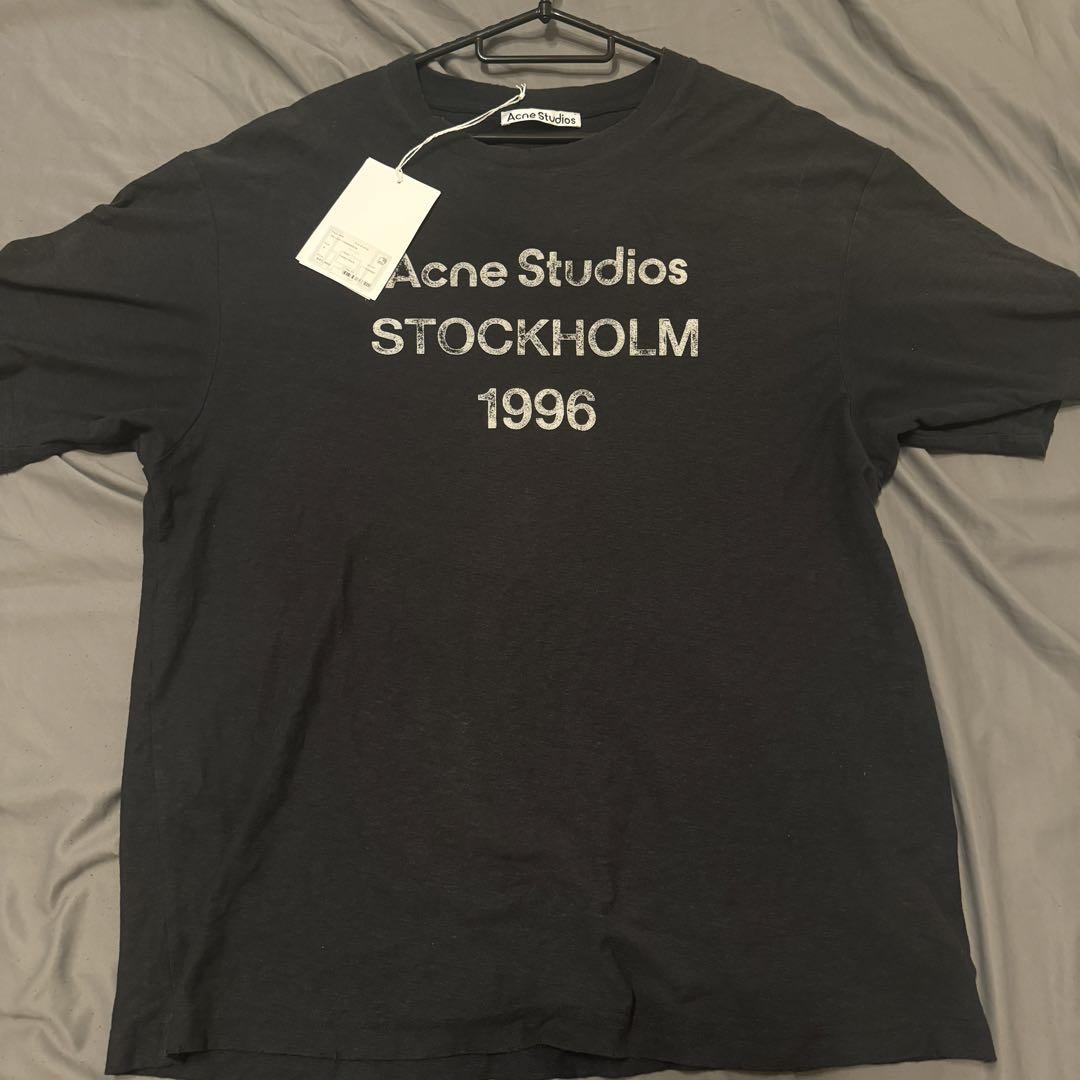 Acne Studios
Acne Studios
STOCKHOLM
1996